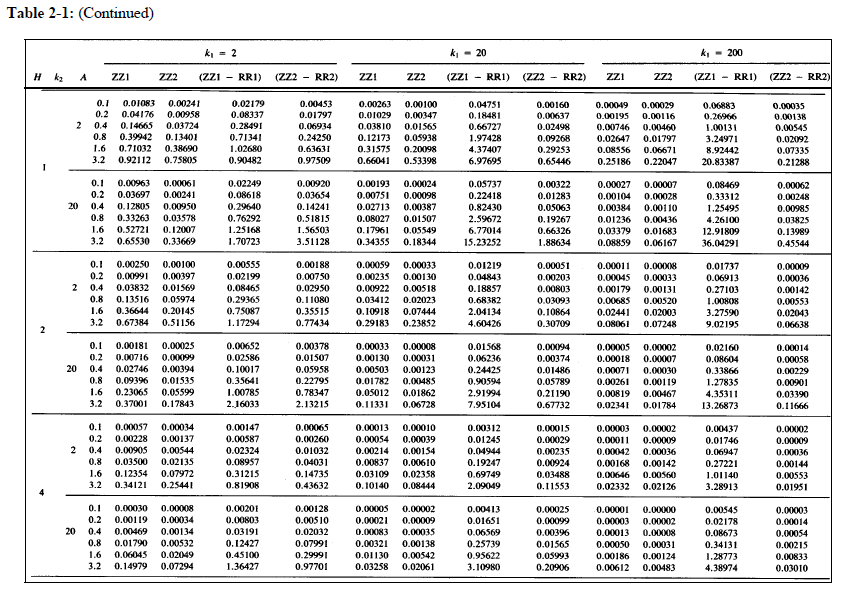 Table 2-1: (Continued)
k₁ = 2 k₁ = 20 k₁ = 200
H k₂ A ZZ1 ZZ2 (ZZ1 − RR1) (ZZ2 − RR2) ZZ1 ZZ2 (ZZ1 − RR1) (ZZ2 − RR2) ZZ1 ZZ2 (ZZ1 − RR1) (ZZ2 − RR2)
0.1 0.01083 0.00241 0.02179 0.00453 0.00263 0.00100 0.04751 0.00160 0.00049 0.00029 0.06883 0.00035
0.2 0.04176 0.00958 0.08337 0.01797 0.01029 0.00347 0.18481 0.00637 0.00195 0.00116 0.26966 0.00138
2 0.4 0.14665 0.03724 0.28491 0.06934 0.03810 0.01565 0.66727 0.02498 0.00746 0.00460 1.00131 0.00545
0.8 0.39942 0.13401 0.71341 0.24250 0.12173 0.05938 1.97428 0.09268 0.02647 0.01797 3.24971 0.02092
1.6 0.71032 0.38690 1.02680 0.63631 0.31575 0.20098 4.37407 0.29253 0.08556 0.06671 8.92442 0.07335
3.2 0.92112 0.75805 0.90482 0.97509 0.66041 0.53398 6.97695 0.65446 0.25186 0.22047 20.83387 0.21288
1
0.1 0.00963 0.00061 0.02249 0.00920 0.00193 0.00024 0.05737 0.00322 0.00027 0.00007 0.08469 0.00062
0.2 0.03697 0.00241 0.08618 0.03654 0.00751 0.00098 0.22418 0.01283 0.00104 0.00028 0.33312 0.00248
20 0.4 0.12805 0.00950 0.29640 0.14241 0.02713 0.00387 0.82430 0.05063 0.00384 0.00110 1.25495 0.00985
0.8 0.33263 0.03578 0.76292 0.51815 0.08027 0.01507 2.59672 0.19267 0.01236 0.00436 4.26100 0.03825
1.6 0.52721 0.12007 1.25168 1.56503 0.17961 0.05549 6.77014 0.66326 0.03379 0.01683 12.91809 0.13989
3.2 0.65530 0.33669 1.70723 3.51128 0.34355 0.18344 15.23252 1.88634 0.08859 0.06167 36.04291 0.45544
0.1 0.00250 0.00100 0.00555 0.00188 0.00059 0.00033 0.01219 0.00051 0.00011 0.00008 0.01737 0.00009
0.2 0.00991 0.00397 0.02199 0.00750 0.00235 0.00130 0.04843 0.00203 0.00045 0.00033 0.06913 0.00036
2 0.4 0.03832 0.01569 0.08465 0.02950 0.00922 0.00518 0.18857 0.00803 0.00179 0.00131 0.27103 0.00142
0.8 0.13516 0.05974 0.29365 0.11080 0.03412 0.02023 0.68382 0.03093 0.00685 0.00520 1.00808 0.00553
1.6 0.36644 0.20145 0.75087 0.35515 0.10918 0.07444 2.04134 0.10864 0.02441 0.02003 3.27590 0.02043
3.2 0.67384 0.51156 1.17294 0.77434 0.29183 0.23852 4.60426 0.30709 0.08061 0.07248 9.02195 0.06638
2
0.1 0.00181 0.00025 0.00652 0.00378 0.00033 0.00008 0.01568 0.00094 0.00005 0.00002 0.02160 0.00014
0.2 0.00716 0.00099 0.02586 0.01507 0.00130 0.00031 0.06236 0.00374 0.00018 0.00007 0.08604 0.00058
20 0.4 0.02746 0.00394 0.10017 0.05958 0.00503 0.00123 0.24425 0.01486 0.00071 0.00030 0.33866 0.00229
0.8 0.09396 0.01535 0.35641 0.22795 0.01782 0.00485 0.90594 0.05789 0.00261 0.00119 1.27835 0.00901
1.6 0.23065 0.05599 1.00785 0.78347 0.05012 0.01862 2.91994 0.21190 0.00819 0.00467 4.35311 0.03390
3.2 0.37001 0.17843 2.16033 2.13215 0.11331 0.06728 7.95104 0.67732 0.02341 0.01784 13.26873 0.11666
0.1 0.00057 0.00034 0.00147 0.00065 0.00013 0.00010 0.00312 0.00015 0.00003 0.00002 0.00437 0.00002
0.2 0.00228 0.00137 0.00587 0.00260 0.00054 0.00039 0.01245 0.00029 0.00011 0.00009 0.01746 0.00009
2 0.4 0.00905 0.00544 0.02324 0.01032 0.00214 0.00154 0.04944 0.00235 0.00042 0.00036 0.06947 0.00036
0.8 0.03500 0.02135 0.08957 0.04031 0.00837 0.00610 0.19247 0.00924 0.00168 0.00142 0.27221 0.00144
1.6 0.12354 0.07972 0.31215 0.14735 0.03109 0.02358 0.69749 0.03488 0.00646 0.00560 1.01140 0.00553
3.2 0.34121 0.25441 0.81908 0.43632 0.10140 0.08444 2.09049 0.11553 0.02332 0.02126 3.28913 0.01951
4
0.1 0.00030 0.00008 0.00201 0.00128 0.00005 0.00002 0.00413 0.00025 0.00001 0.00000 0.00545 0.00003
0.2 0.00119 0.00034 0.00803 0.00510 0.00021 0.00009 0.01651 0.00099 0.00003 0.00002 0.02178 0.00014
20 0.4 0.00469 0.00134 0.03191 0.02032 0.00083 0.00035 0.06569 0.00396 0.00013 0.00008 0.08673 0.00054
0.8 0.01790 0.00532 0.12427 0.07991 0.00321 0.00138 0.25739 0.01565 0.00050 0.00031 0.34131 0.00215
1.6 0.06045 0.02049 0.45100 0.29991 0.01130 0.00542 0.95622 0.05993 0.00186 0.00124 1.28773 0.00833
3.2 0.14979 0.07294 1.36427 0.97701 0.03258 0.02061 3.10980 0.20906 0.00612 0.00483 4.38974 0.03010